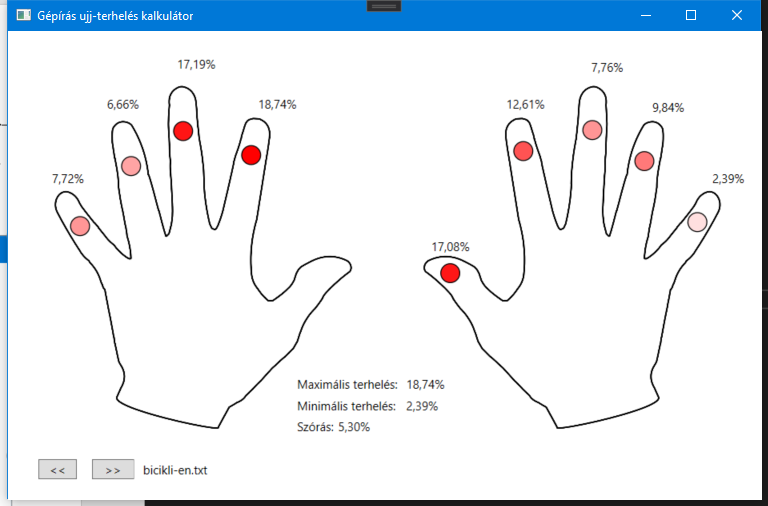 Gépírás ujj-terhelés kalkulátor
17,19%
7,76%
6,66%
18,74%
12,61%
9,84%
7,72%
2,39%
17,08%
Maximális terhelés: 18,74%
Minimális terhelés: 2,39%
Szórás: 5,30%
<< >> bicikli-en.txt